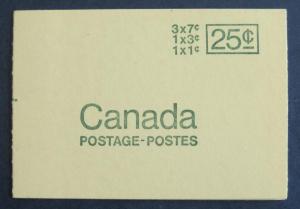 3x7¢
1x3¢
1x1¢
25¢
Canada
POSTAGE-POSTES